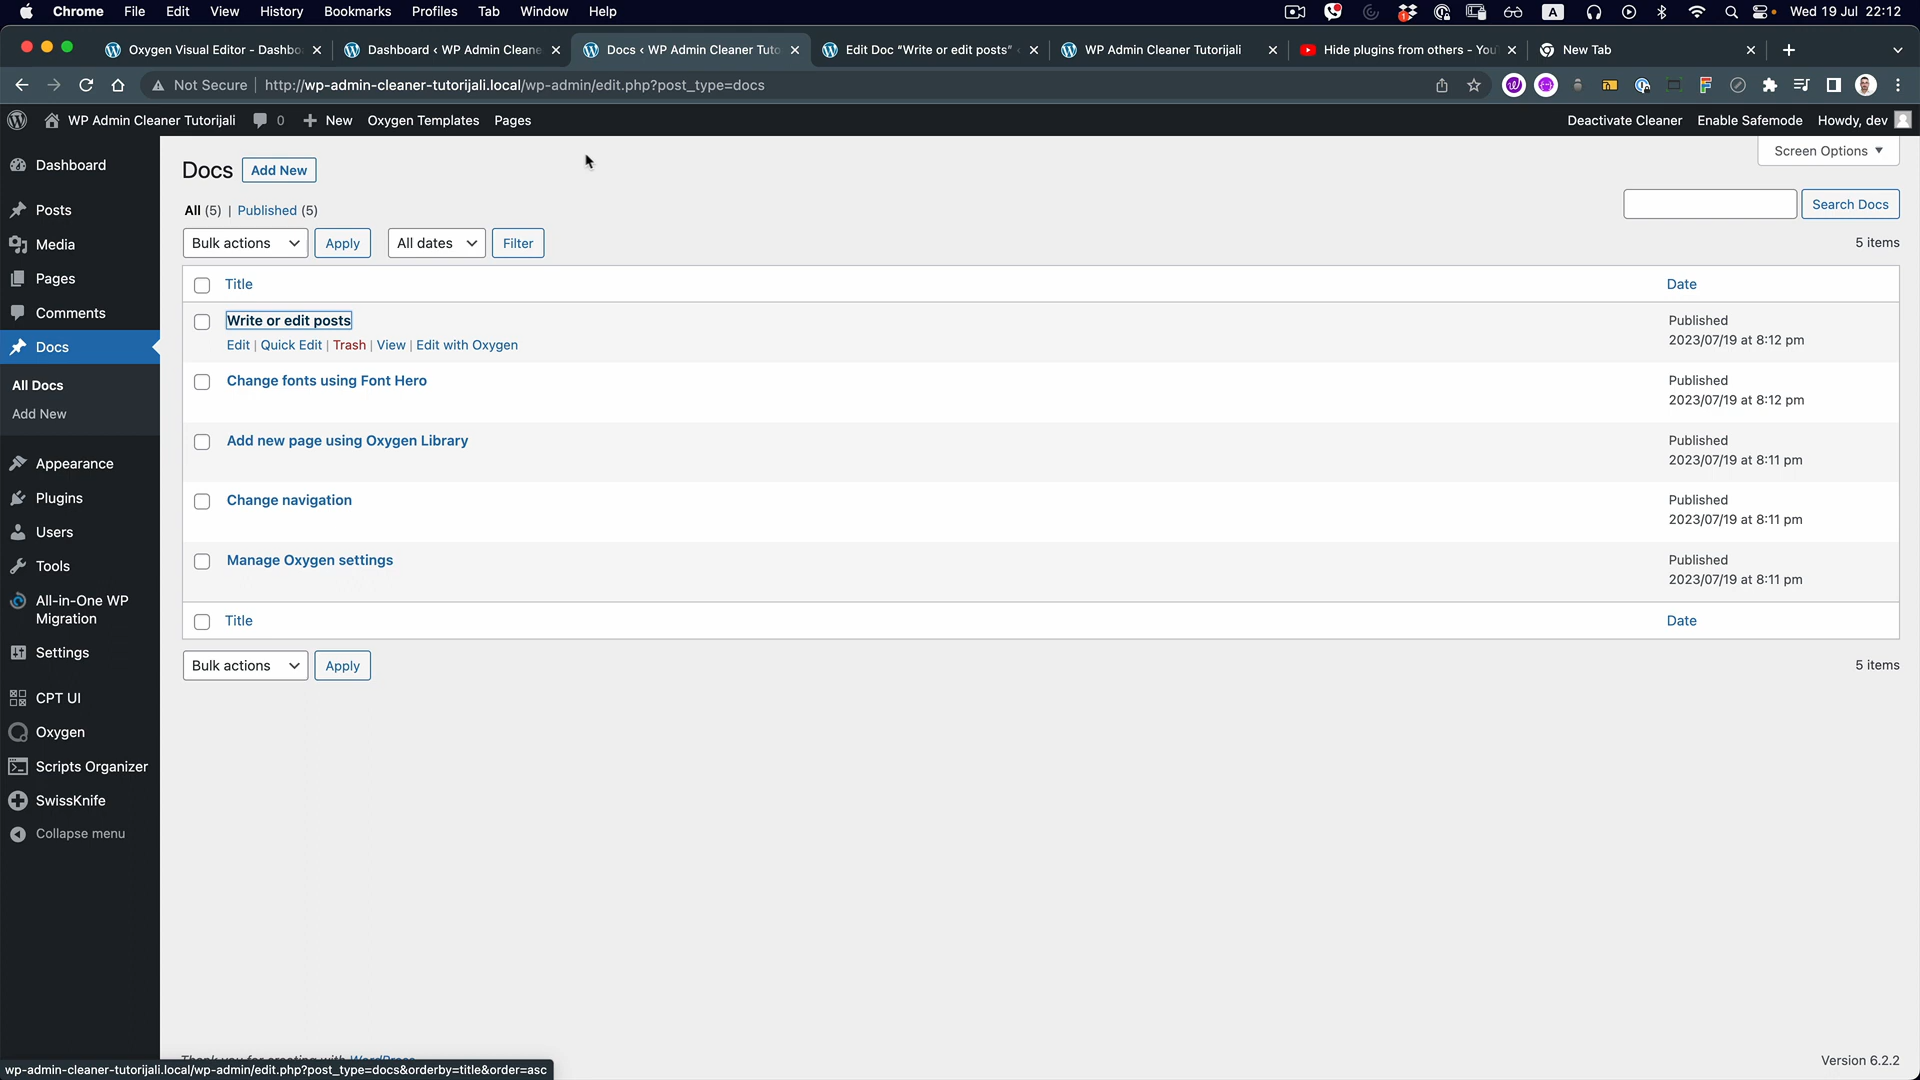 Chrome File Edit View History Bookmarks Profiles Tab Window Help
A Wed 19 Jul 22:12
Oxygen Visual Editor - Dashbo
Dashboard < WP Admin Cleane
Docs < WP Admin Cleaner Tuto
Edit Doc "Write or edit posts"
WP Admin Cleaner Tutorijali
Hide plugins from others - You
New Tab
Not Secure http://wp-admin-cleaner-tutorijali.local/wp-admin/edit.php?post_type=docs
WP Admin Cleaner Tutorijali 0 + New Oxygen Templates Pages
Deactivate Cleaner Enable Safemode Howdy, dev
Dashboard
Posts
Media
Pages
Comments
Docs
All Docs
Add New
Appearance
Plugins
Users
Tools
All-in-One WP
Migration
Settings
CPT UI
Oxygen
Scripts Organizer
SwissKnife
Collapse menu
Docs Add New
Screen Options
All (5) | Published (5)
Search Docs
Bulk actions Apply All dates Filter
5 items
Title Date
Write or edit posts
Edit | Quick Edit | Trash | View | Edit with Oxygen
Published
2023/07/19 at 8:12 pm
Change fonts using Font Hero
Published
2023/07/19 at 8:12 pm
Add new page using Oxygen Library
Published
2023/07/19 at 8:11 pm
Change navigation
Published
2023/07/19 at 8:11 pm
Manage Oxygen settings
Published
2023/07/19 at 8:11 pm
Title Date
Bulk actions Apply
5 items
Thank you for creating with WordPress
Version 6.2.2
wp-admin-cleaner-tutorijali.local/wp-admin/edit.php?post_type=docs&orderby=title&order=asc